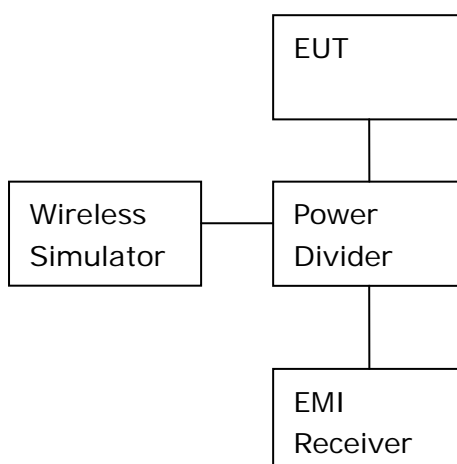 EUT
Wireless
Simulator
Power
Divider
EMI
Receiver